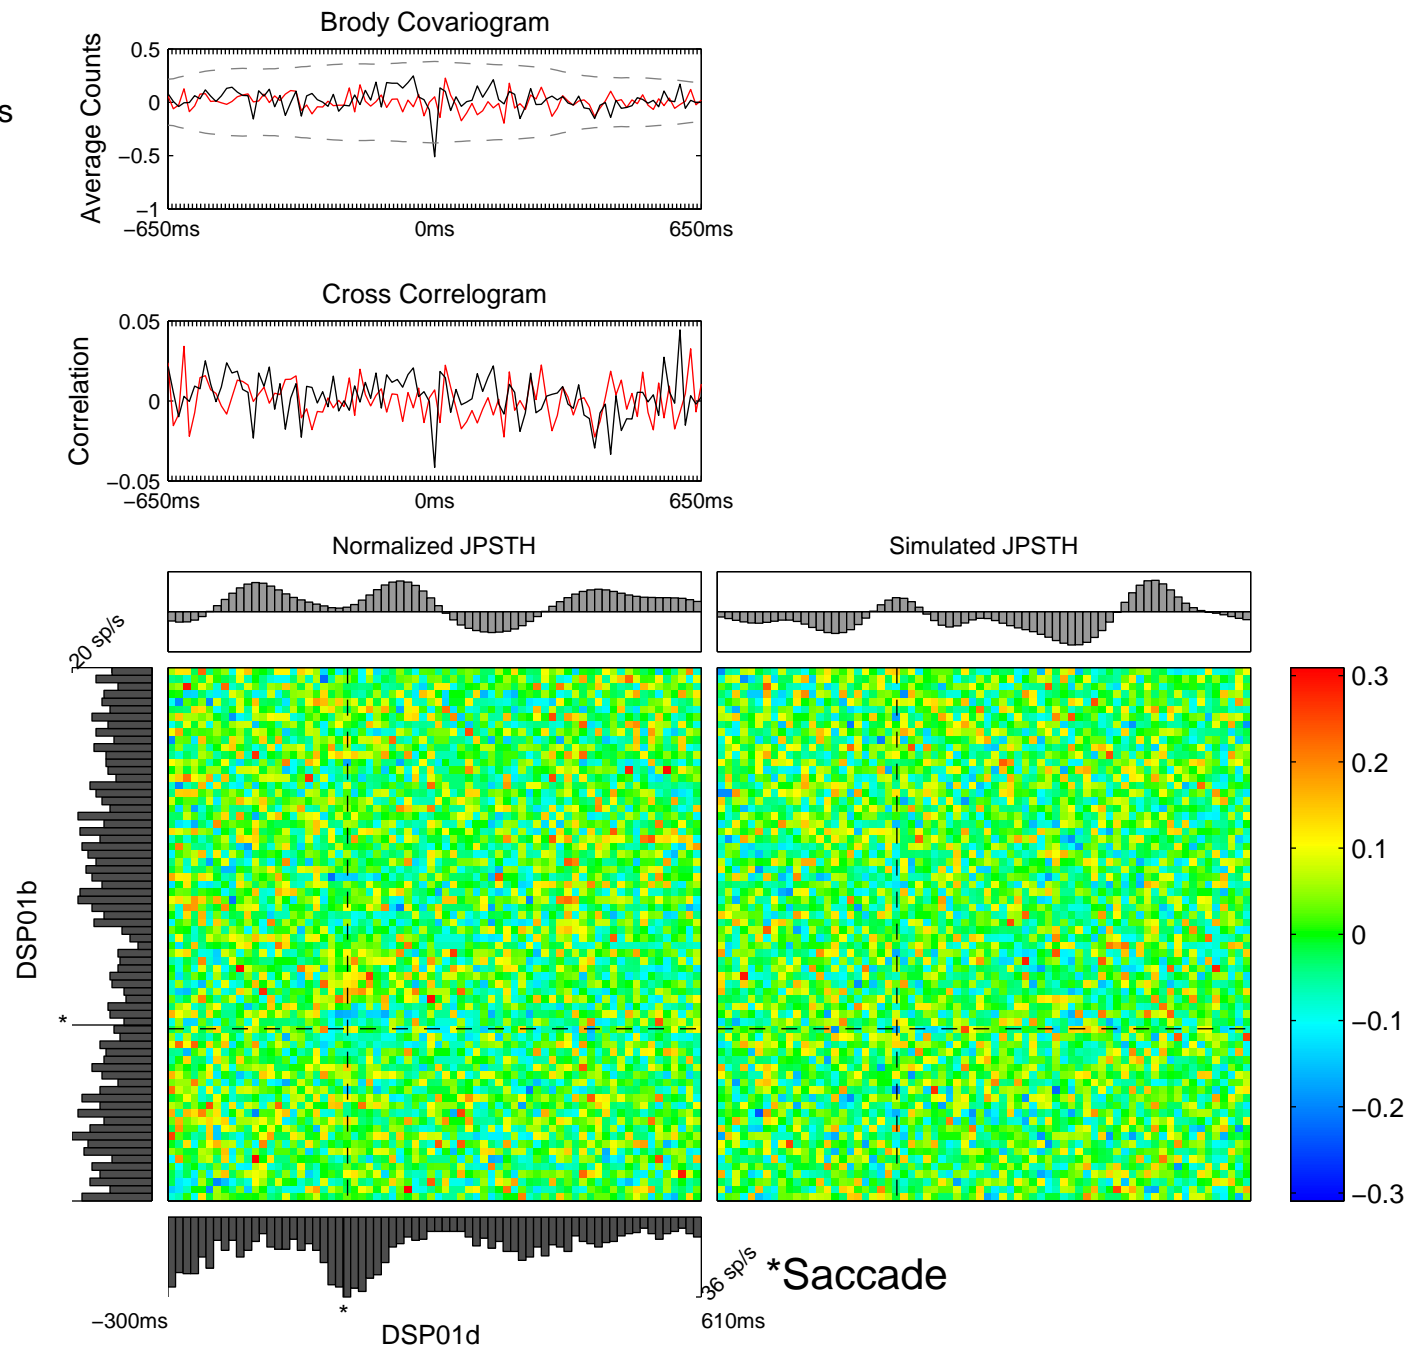 Brody Covariogram
s
Average Counts
0.5
0
−0.5
−1
−650ms
0ms
650ms
Cross Correlogram
Correlation
0.05
0
−0.05
−650ms
0ms
650ms
Normalized JPSTH
Simulated JPSTH
20 sp/s
DSP01b
*
0.3
0.2
0.1
0
−0.1
−0.2
−0.3
36 sp/s
*Saccade
*
−300ms
610ms
DSP01d